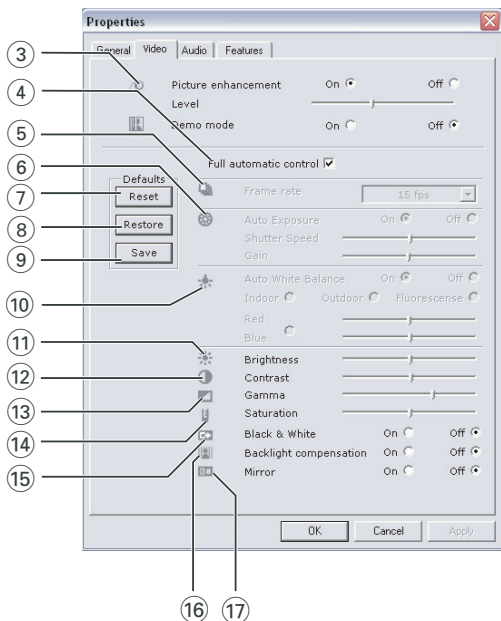 Properties
General Video Audio Features
③ Picture enhancement On Off
④ Level
Demo mode On Off
Full automatic control
⑤ Frame rate 15 fps
Defaults
⑥ Auto Exposure On Off
⑦ Reset
Shutter Speed
⑧ Restore
Gain
⑨ Save
⑩ Auto White Balance On Off
Indoor Outdoor Fluorescense
Red
Blue
⑪ Brightness
⑫ Contrast
⑬ Gamma
⑭ Saturation
⑮ Black & White On Off
Backlight compensation On Off
Mirror On Off
OK Cancel Apply
⑯ ⑰